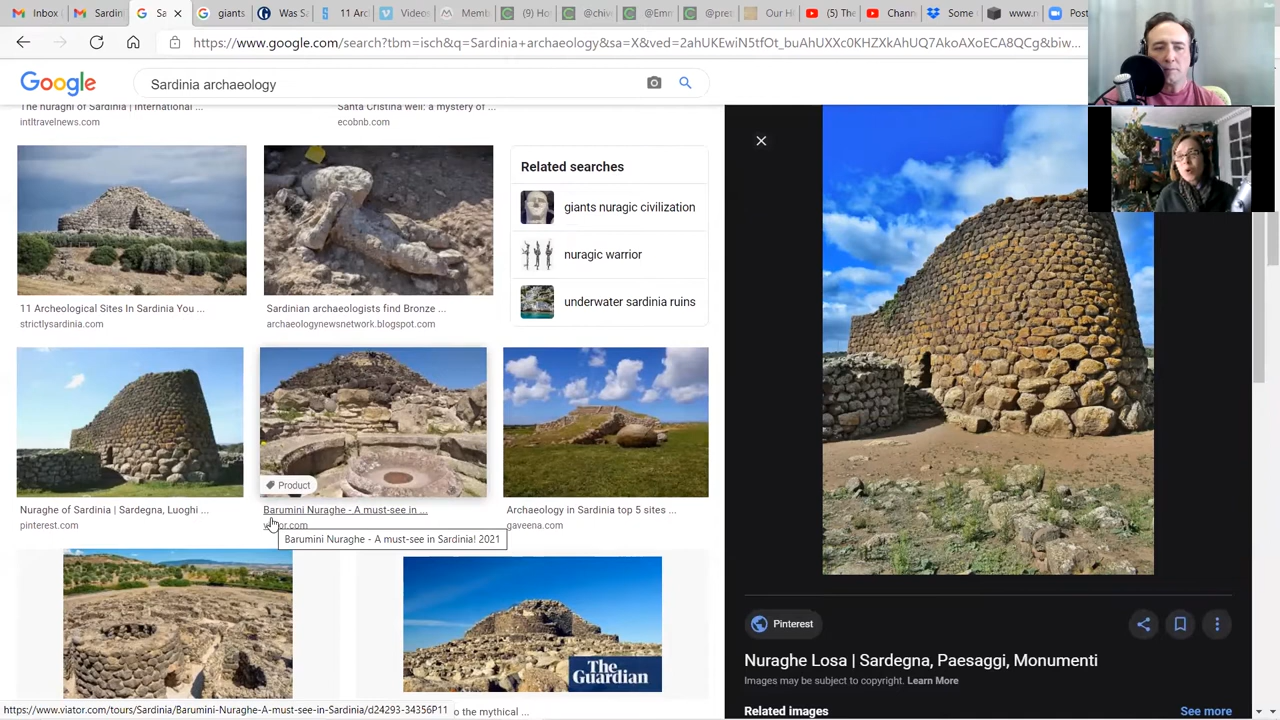 Inbox
Sardin
Sa
giants
Was S
11 Arc
Videos
Memb
(9) Ho
@chiv
@Emr
@pret
(5) The
Chann
Some
www.r
Post
https://www.google.com/search?tbm=isch&q=Sardinia+archaeology&sa=X&ved=2ahUKEwiN5tfOt_buAhUXXc0KHZXkAhUQ7AkoAXoECA8QCg&biw...
Google
Sardinia archaeology
The nuraghi of Sardinia | International ...
intltravelnews.com
Santa Cristina well: a mystery of ...
ecobnb.com
Related searches
giants nuragic civilization
nuragic warrior
underwater sardinia ruins
11 Archeological Sites In Sardinia You ...
strictlysardinia.com
Sardinian archaeologists find Bronze ...
archaeologynewsnetwork.blogspot.com
Product
Nuraghe of Sardinia | Sardegna, Luoghi ...
pinterest.com
Barumini Nuraghe - A must-see in ...
Barumini Nuraghe - A must-see in Sardinia! 2021
Archaeology in Sardinia top 5 sites ...
gaveena.com
The
Guardian
https://www.viator.com/tours/Sardinia/Barumini-Nuraghe-A-must-see-in-Sardinia/d24293-34356P11
o the mythical ...
Pinterest
Nuraghe Losa | Sardegna, Paesaggi, Monumenti
Images may be subject to copyright. Learn More
Related images
See more